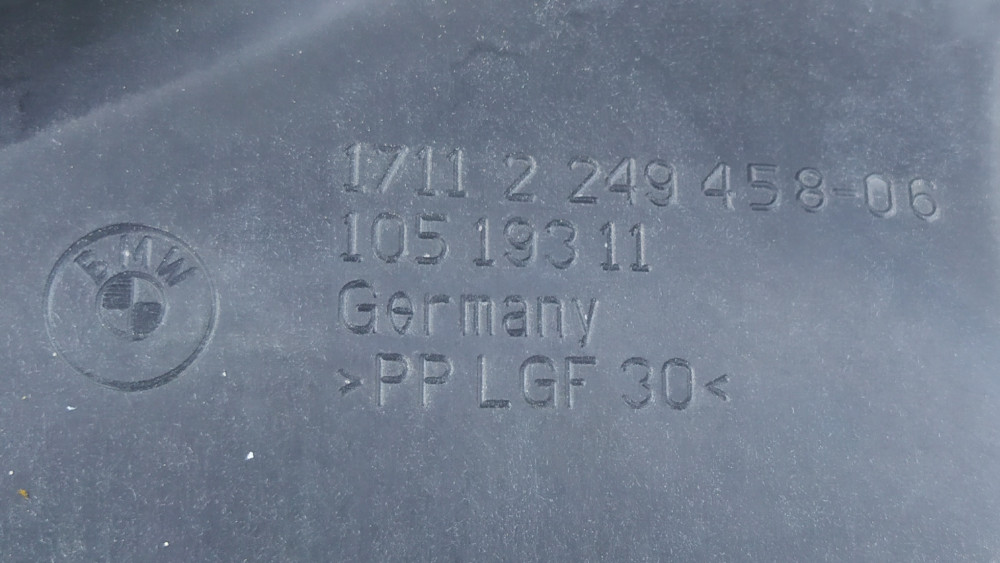 BMW
1711 2 249 458-06
105 193 11
Germany
>PP LGF 30<